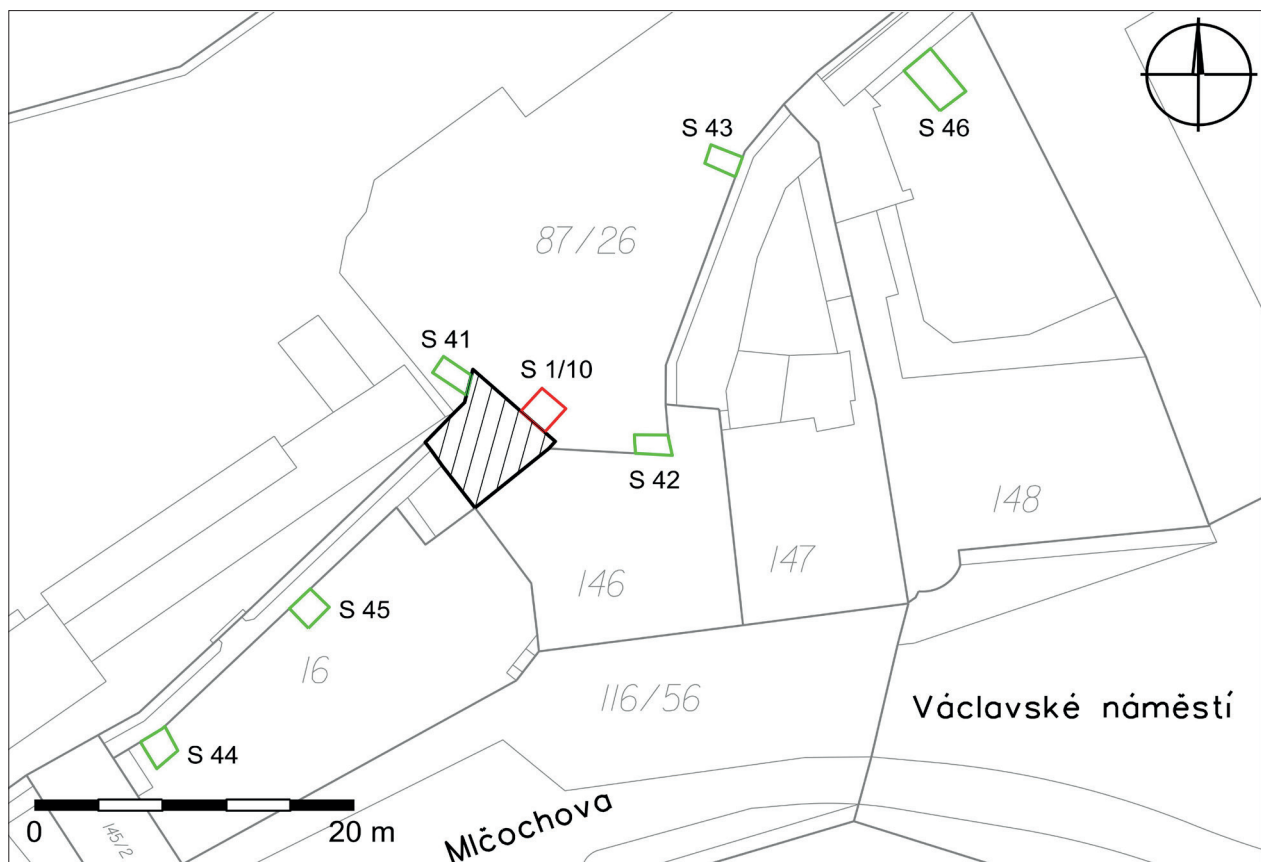 S 43
S 46
87/26
S 41
S 1/10
S 42
148
147
146
S 45
16
116/56
Václavské náměstí
S 44
0
20 m
145/2
Mlčochova